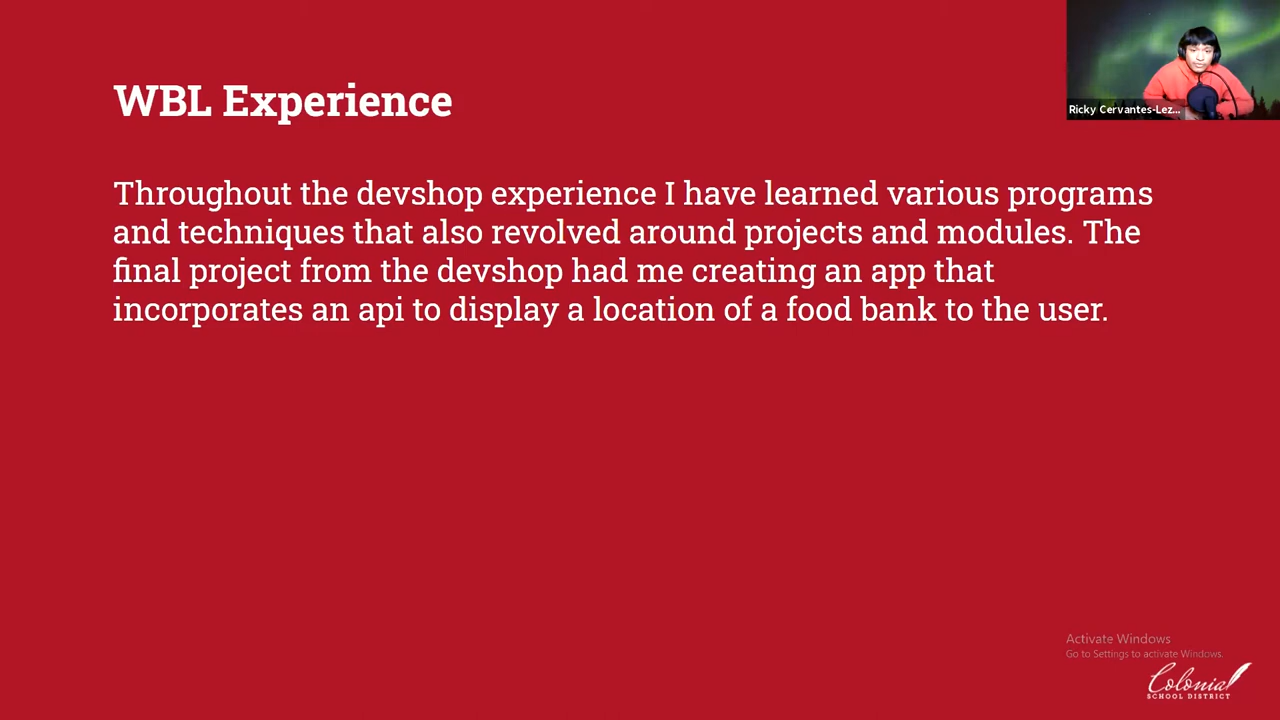 WBL Experience
Ricky Cervantes-Lez...
Throughout the devshop experience I have learned various programs
and techniques that also revolved around projects and modules. The
final project from the devshop had me creating an app that
incorporates an api to display a location of a food bank to the user.
Activate Windows
Go to Settings to activate Windows.
Colonial
SCHOOL DISTRICT